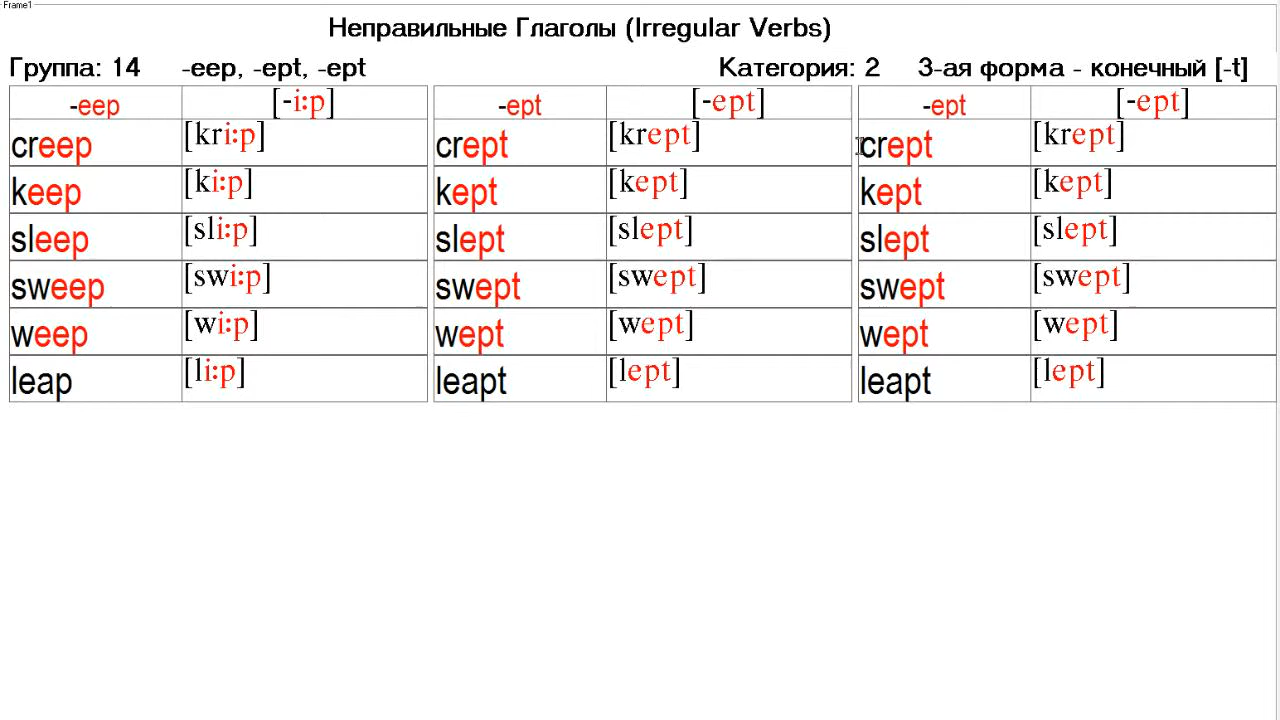 Frame1
Неправильные Глаголы (Irregular Verbs)
Группа: 14 -eep, -ept, -ept Категория: 2 3-ая форма - конечный [-t]
-eep [-i:p] -ept [-ept] -ept [-ept]
creep [kri:p] crept [krept] crept [krept]
keep [ki:p] kept [kept] kept [kept]
sleep [sli:p] slept [slept] slept [slept]
sweep [swi:p] swept [swept] swept [swept]
weep [wi:p] wept [wept] wept [wept]
leap [li:p] leapt [lept] leapt [lept]